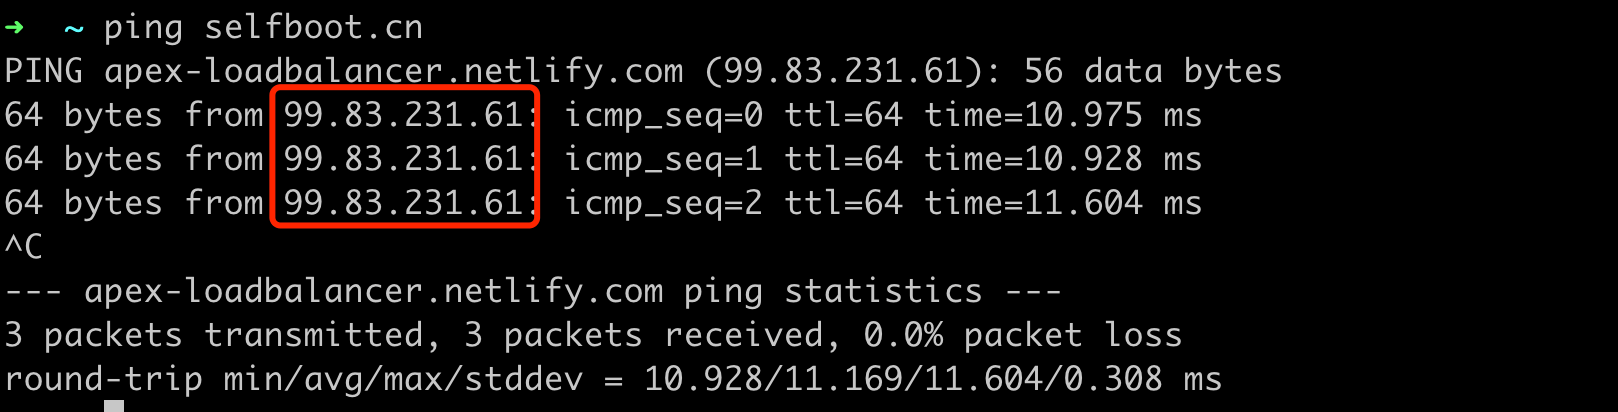 ➜  ~ ping selfboot.cn
PING apex-loadbalancer.netlify.com (99.83.231.61): 56 data bytes
64 bytes from 99.83.231.61: icmp_seq=0 ttl=64 time=10.975 ms
64 bytes from 99.83.231.61: icmp_seq=1 ttl=64 time=10.928 ms
64 bytes from 99.83.231.61: icmp_seq=2 ttl=64 time=11.604 ms
^C
--- apex-loadbalancer.netlify.com ping statistics ---
3 packets transmitted, 3 packets received, 0.0% packet loss
round-trip min/avg/max/stddev = 10.928/11.169/11.604/0.308 ms